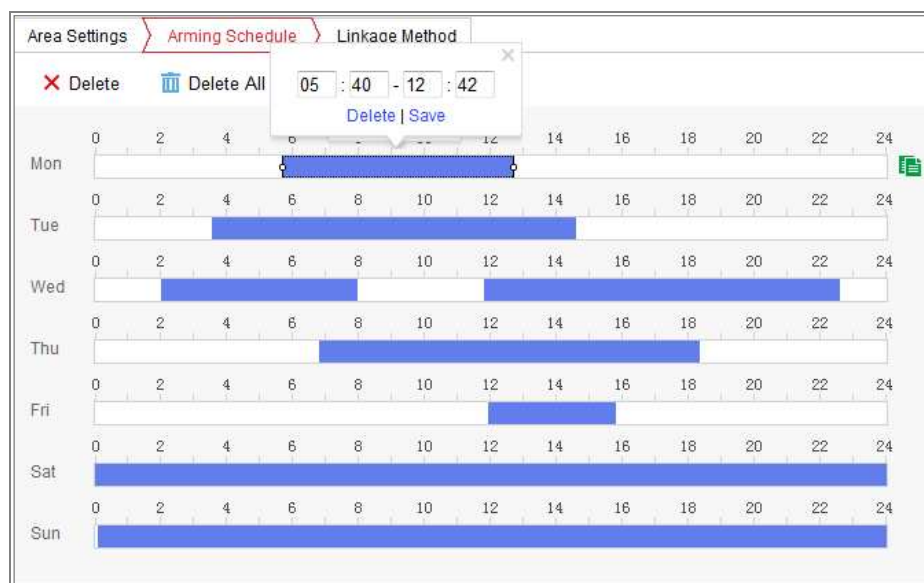 Area Settings Arming Schedule Linkage Method
×
Delete Delete All
05 : 40 - 12 : 42
Delete | Save
0 2 4 6 8 10 12 14 16 18 20 22 24
Mon
0 2 4 6 8 10 12 14 16 18 20 22 24
Tue
0 2 4 6 8 10 12 14 16 18 20 22 24
Wed
0 2 4 6 8 10 12 14 16 18 20 22 24
Thu
0 2 4 6 8 10 12 14 16 18 20 22 24
Fri
0 2 4 6 8 10 12 14 16 18 20 22 24
Sat
0 2 4 6 8 10 12 14 16 18 20 22 24
Sun